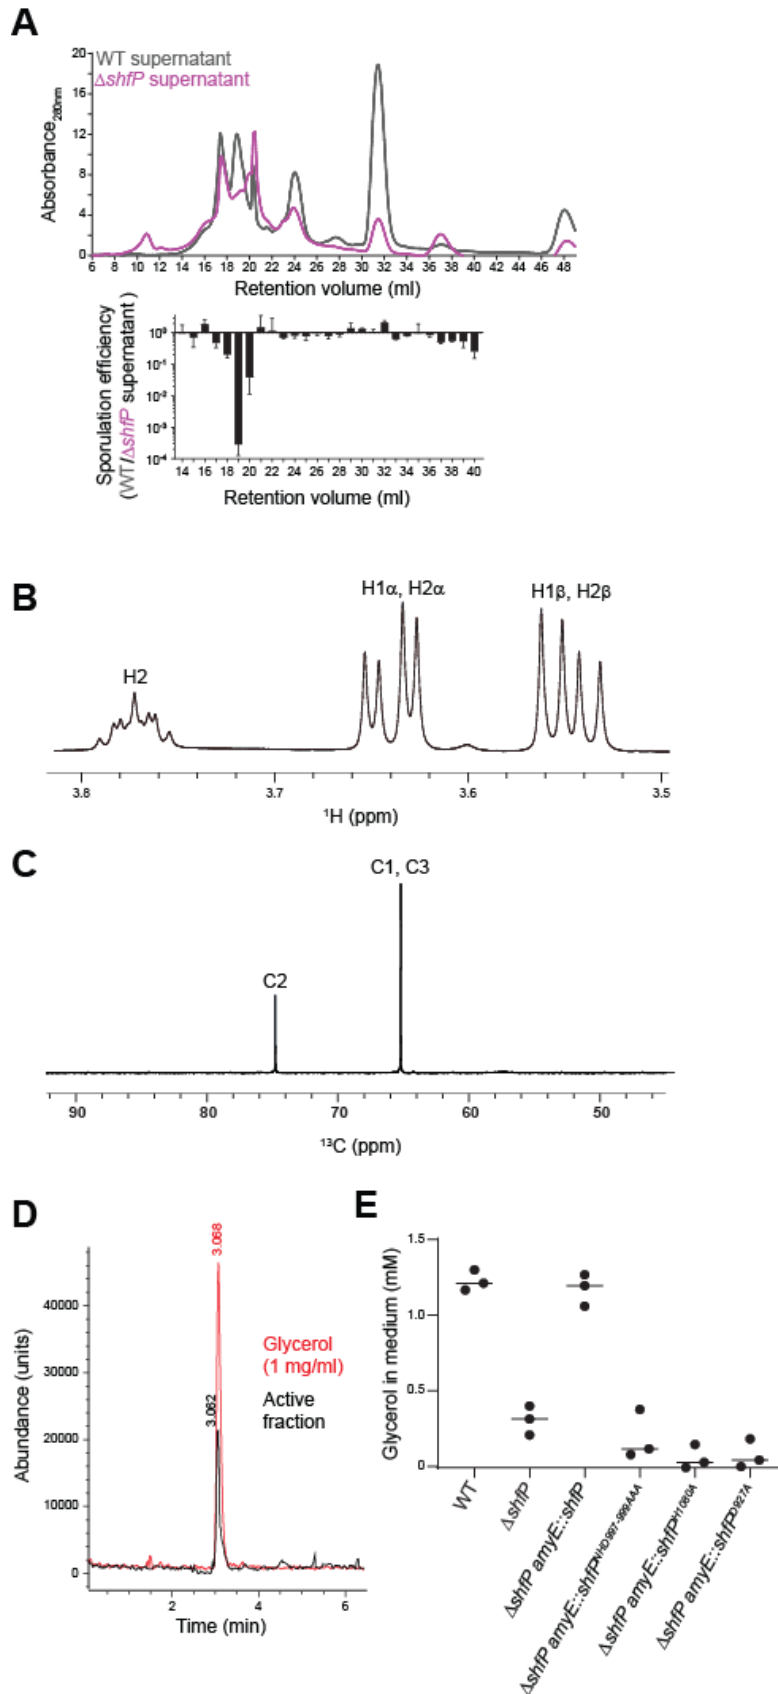 A
WT supernatant
ΔshfP supernatant
Absorbance280nm
20
16
12
8
4
0
6 8 10 12 14 16 18 20 22 24 26 28 30 32 34 36 38 40 42 44 46 48
Retention volume (ml)
Sporulation efficiency
(WT/ΔshfP supernatant )
10⁰
10⁻¹
10⁻²
10⁻³
10⁻⁴
14 16 18 20 22 24 26 28 30 32 34 36 38 40
Retention volume (ml)
B
H2
H1α, H2α
H1β, H2β
3.8 3.7 3.6 3.5
¹H (ppm)
C
C1, C3
C2
90 80 70 60 50
¹³C (ppm)
D
3.068
3.062
Glycerol
(1 mg/ml)
Active
fraction
Abundance (units)
40000
30000
20000
10000
0
2 4 6
Time (min)
E
Glycerol in medium (mM)
1.5
1.0
0.5
0
WT
ΔshfP
ΔshfP amyE::shfP
ΔshfP amyE::shfPNHD997-999AAA
ΔshfP amyE::shfPH1080A
ΔshfP amyE::shfPD927A